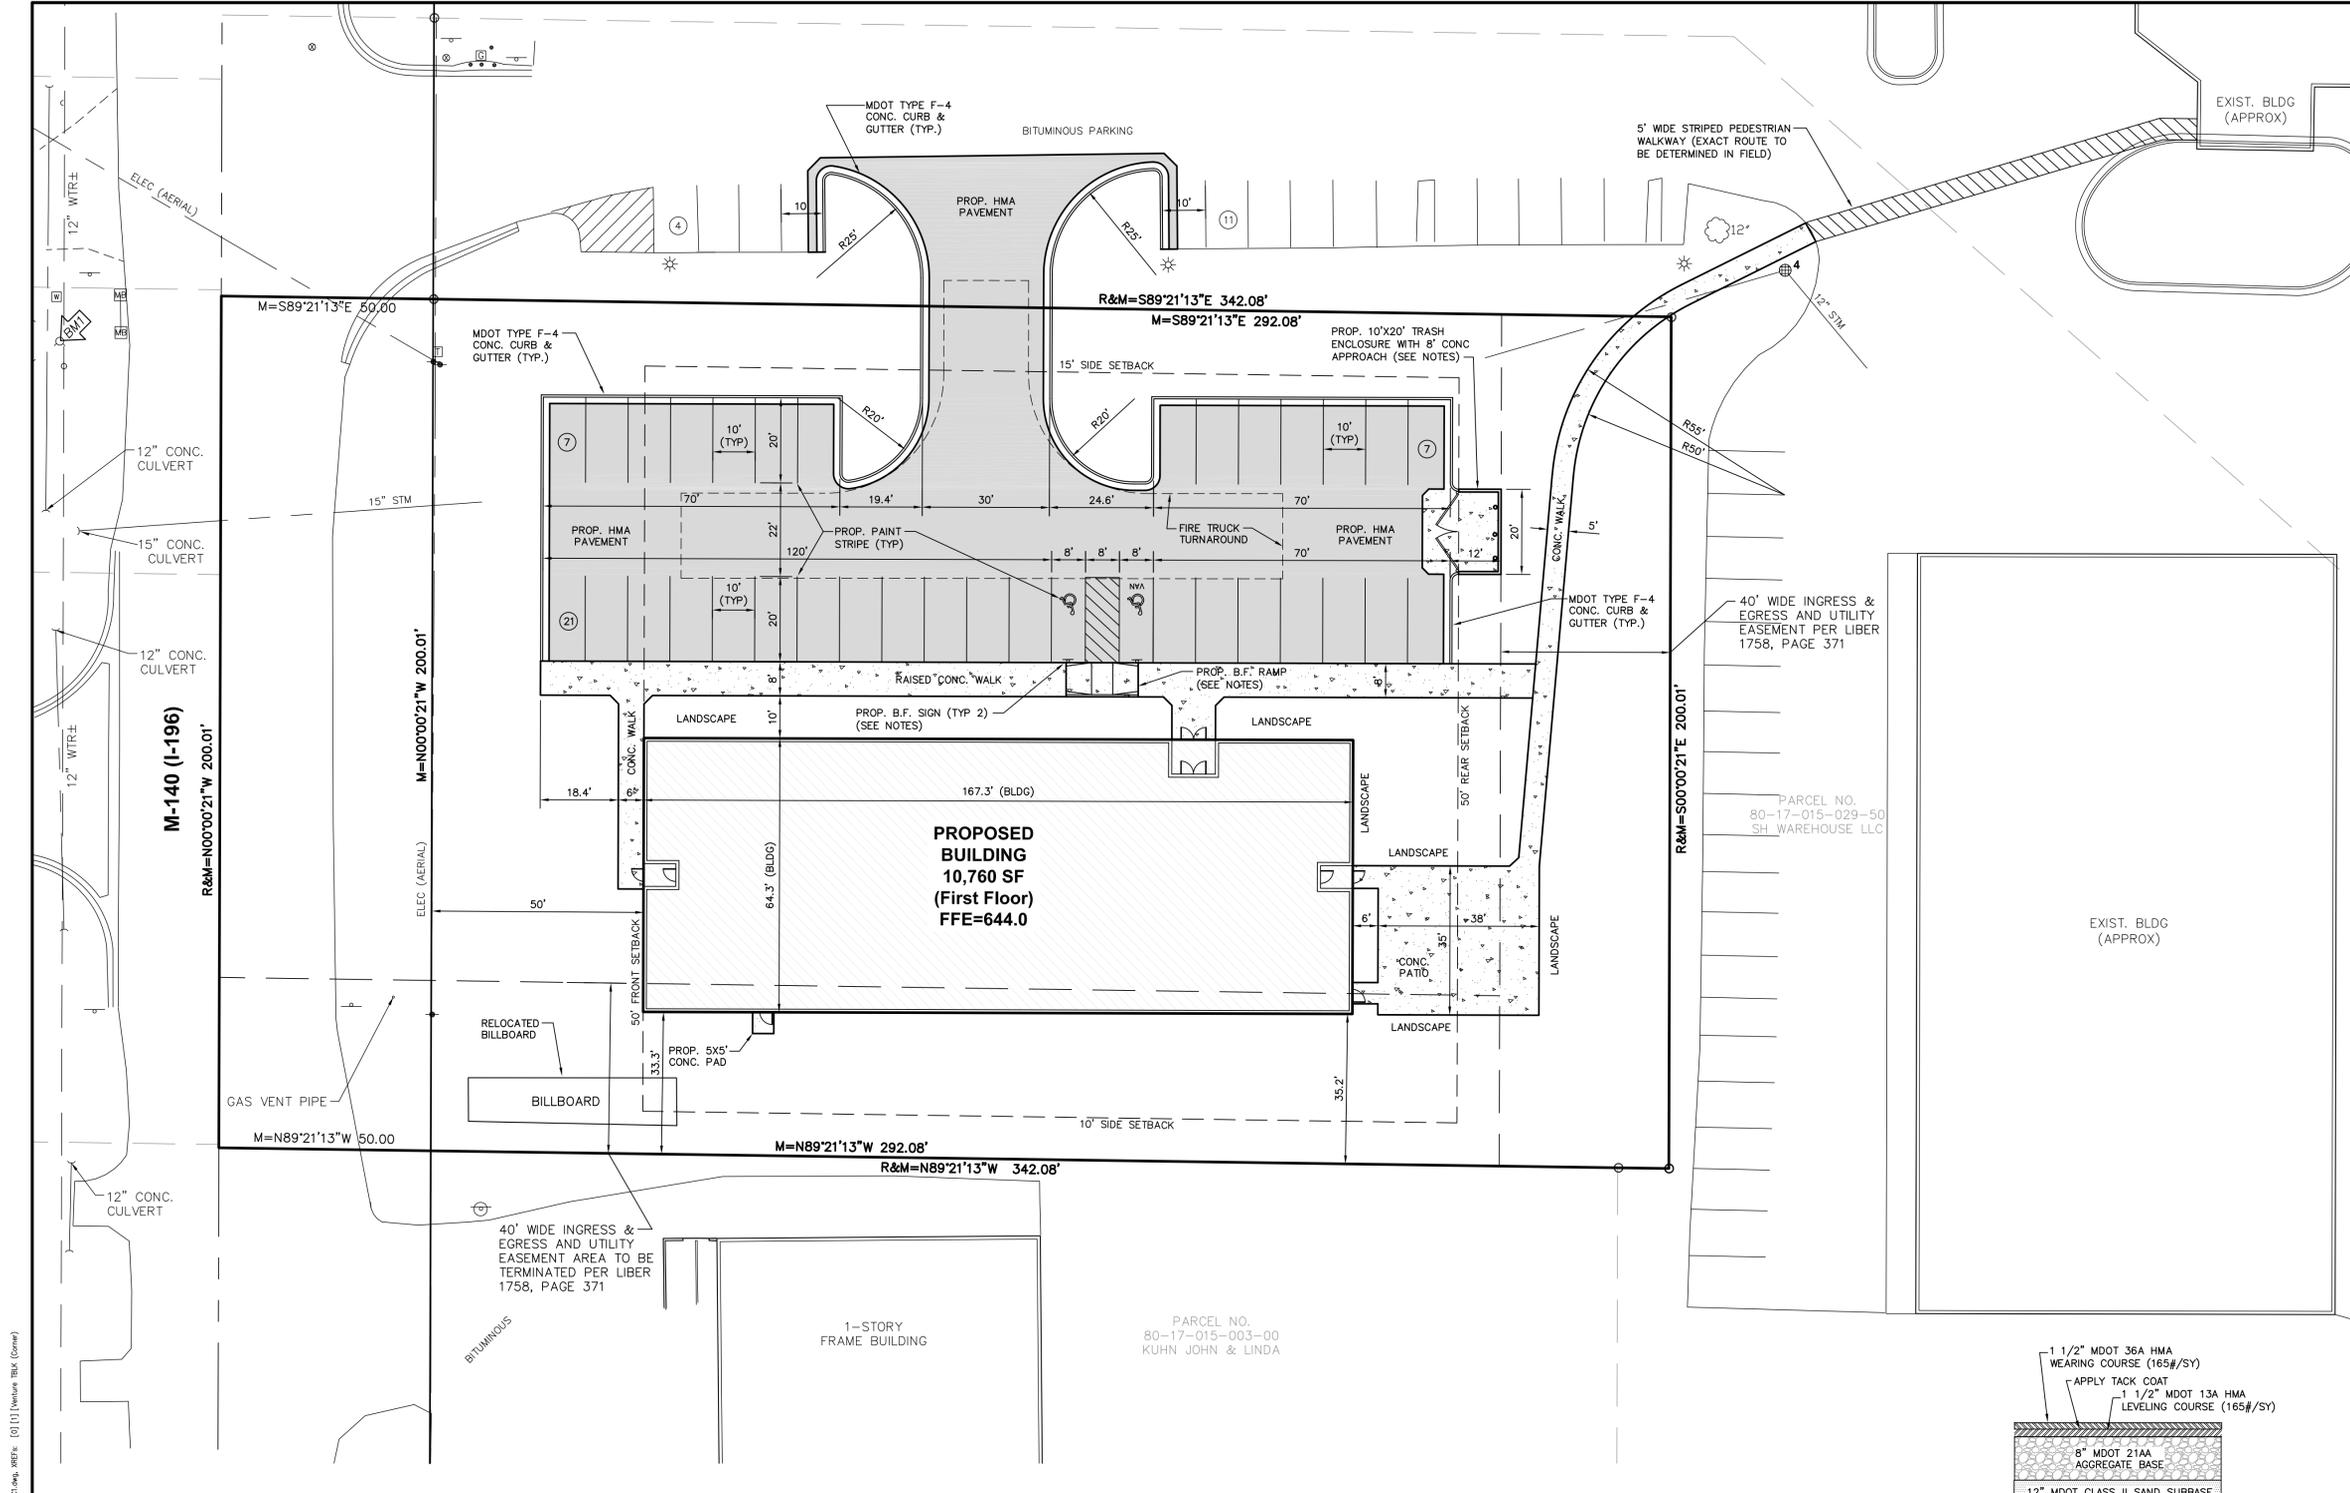 MDOT TYPE F-4
CONC. CURB &
GUTTER (TYP.)
BITUMINOUS PARKING
5' WIDE STRIPED PEDESTRIAN
WALKWAY (EXACT ROUTE TO
BE DETERMINED IN FIELD)
EXIST. BLDG
(APPROX)
G
ELEC (AERIAL)
12" WTR±
PROP. HMA
PAVEMENT
4
10
10'
11
R25'
R25'
12"
4
12" STM
W
MB
BM1
MB
T
M=S89°21'13"E 50.00
R&M=S89°21'13"E 342.08'
M=S89°21'13"E 292.08'
MDOT TYPE F-4
CONC. CURB &
GUTTER (TYP.)
PROP. 10'X20' TRASH
ENCLOSURE WITH 8' CONC
APPROACH (SEE NOTES)
15' SIDE SETBACK
R20'
R20'
7
10'
(TYP)
20'
10'
(TYP)
7
R55'
R50'
12" CONC.
CULVERT
15" STM
15" CONC.
CULVERT
70'
19.4'
30'
24.6'
70'
PROP. HMA
PAVEMENT
22'
PROP. PAINT
STRIPE (TYP)
FIRE TRUCK
TURNAROUND
PROP. HMA
PAVEMENT
20'
CONC. WALK
5'
120'
8'
8'
8'
70'
12'
10'
(TYP)
VAN
21
20'
MDOT TYPE F-4
CONC. CURB &
GUTTER (TYP.)
40' WIDE INGRESS &
EGRESS AND UTILITY
EASEMENT PER LIBER
1758, PAGE 371
12" CONC.
CULVERT
M=N00°00'21"W 200.01'
8'
RAISED CONC. WALK
PROP. B.F. RAMP
(SEE NOTES)
8'
LANDSCAPE
10'
PROP. B.F. SIGN (TYP 2)
(SEE NOTES)
LANDSCAPE
CONC. WALK
12" WTR±
M-140 (I-196)
R&M=N00°00'21"W 200.01'
50' REAR SETBACK
R&M=S00°00'21"E 200.01'
18.4'
6'
167.3' (BLDG)
LANDSCAPE
PARCEL NO.
80-17-015-029-50
SH WAREHOUSE LLC
PROPOSED
BUILDING
10,760 SF
(First Floor)
FFE=644.0
64.3' (BLDG)
LANDSCAPE
ELEC (AERIAL)
50'
50' FRONT SETBACK
6'
38'
35'
LANDSCAPE
EXIST. BLDG
(APPROX)
CONC.
PATIO
RELOCATED
BILLBOARD
LANDSCAPE
PROP. 5X5'
CONC. PAD
33.3'
35.2'
GAS VENT PIPE
BILLBOARD
10' SIDE SETBACK
M=N89°21'13"W 50.00
M=N89°21'13"W 292.08'
R&M=N89°21'13"W 342.08'
12" CONC.
CULVERT
40' WIDE INGRESS &
EGRESS AND UTILITY
EASEMENT AREA TO BE
TERMINATED PER LIBER
1758, PAGE 371
BITUMINOUS
1-STORY
FRAME BUILDING
PARCEL NO.
80-17-015-003-00
KUHN JOHN & LINDA
1 1/2" MDOT 36A HMA
WEARING COURSE (165#/SY)
APPLY TACK COAT
1 1/2" MDOT 13A HMA
LEVELING COURSE (165#/SY)
8" MDOT 21AA
AGGREGATE BASE
12" MDOT CLASS II SAND SUBBASE
1.dwg, XREFs: [0] [1] [Venture TBLK (Corner)